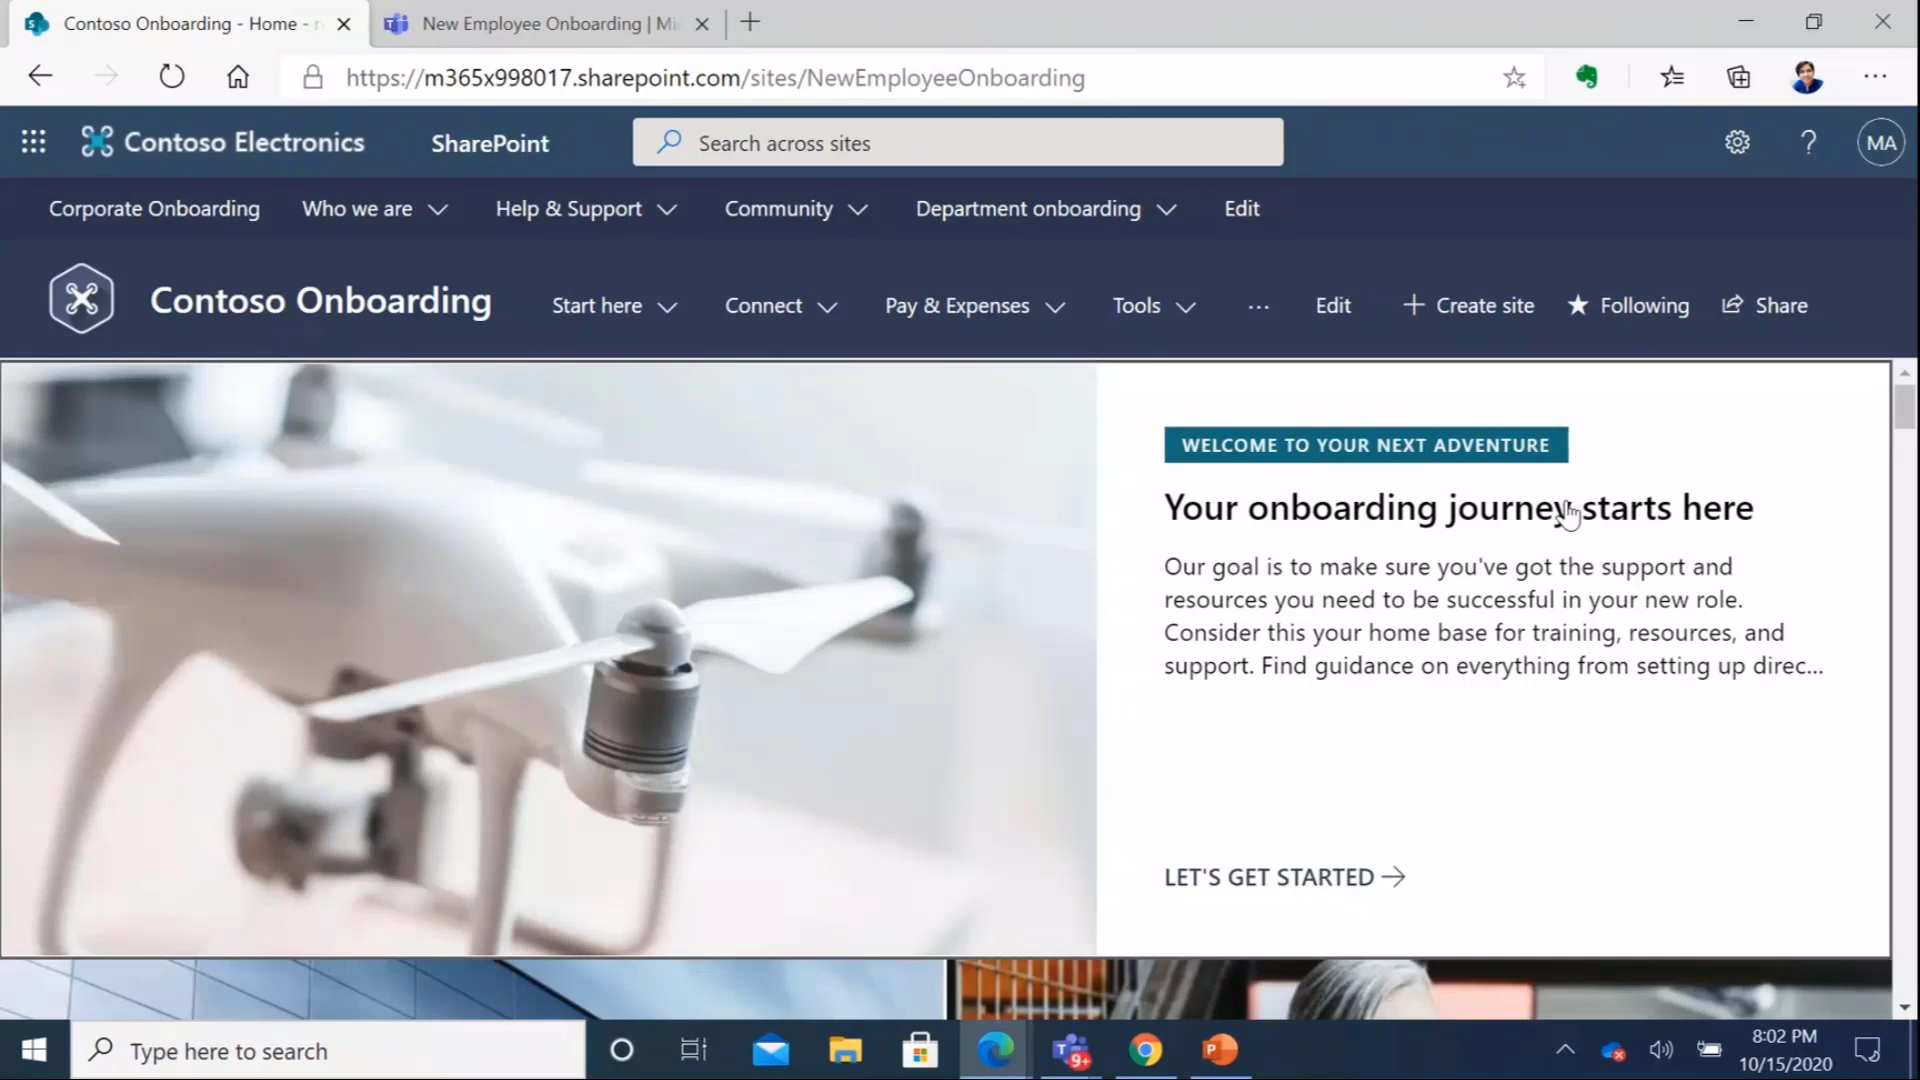 Contoso Onboarding - Home -
New Employee Onboarding | Mi
https://m365x998017.sharepoint.com/sites/NewEmployeeOnboarding
Contoso Electronics
SharePoint
Search across sites
MA
Corporate Onboarding
Who we are
Help & Support
Community
Department onboarding
Edit
Contoso Onboarding
Start here
Connect
Pay & Expenses
Tools
...
Edit
+ Create site
Following
Share
WELCOME TO YOUR NEXT ADVENTURE
Your onboarding journey starts here
Our goal is to make sure you've got the support and
resources you need to be successful in your new role.
Consider this your home base for training, resources, and
support. Find guidance on everything from setting up direc...
LET'S GET STARTED
Type here to search
9+
8:02 PM
10/15/2020